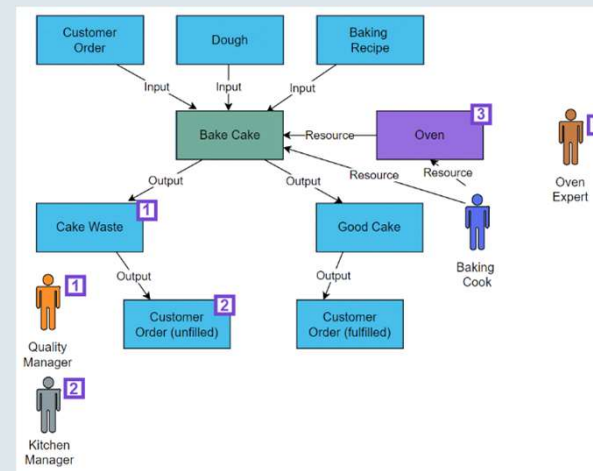 Customer
Order
Dough
Baking
Recipe
Input
Input
Input
Bake Cake
Resource
Oven
3
Oven
Expert
Resource
Resource
Output
Output
Cake Waste
1
Good Cake
Baking
Cook
Output
Output
1
Customer
Order (unfilled)
2
Customer
Order (fulfilled)
Quality
Manager
2
Kitchen
Manager